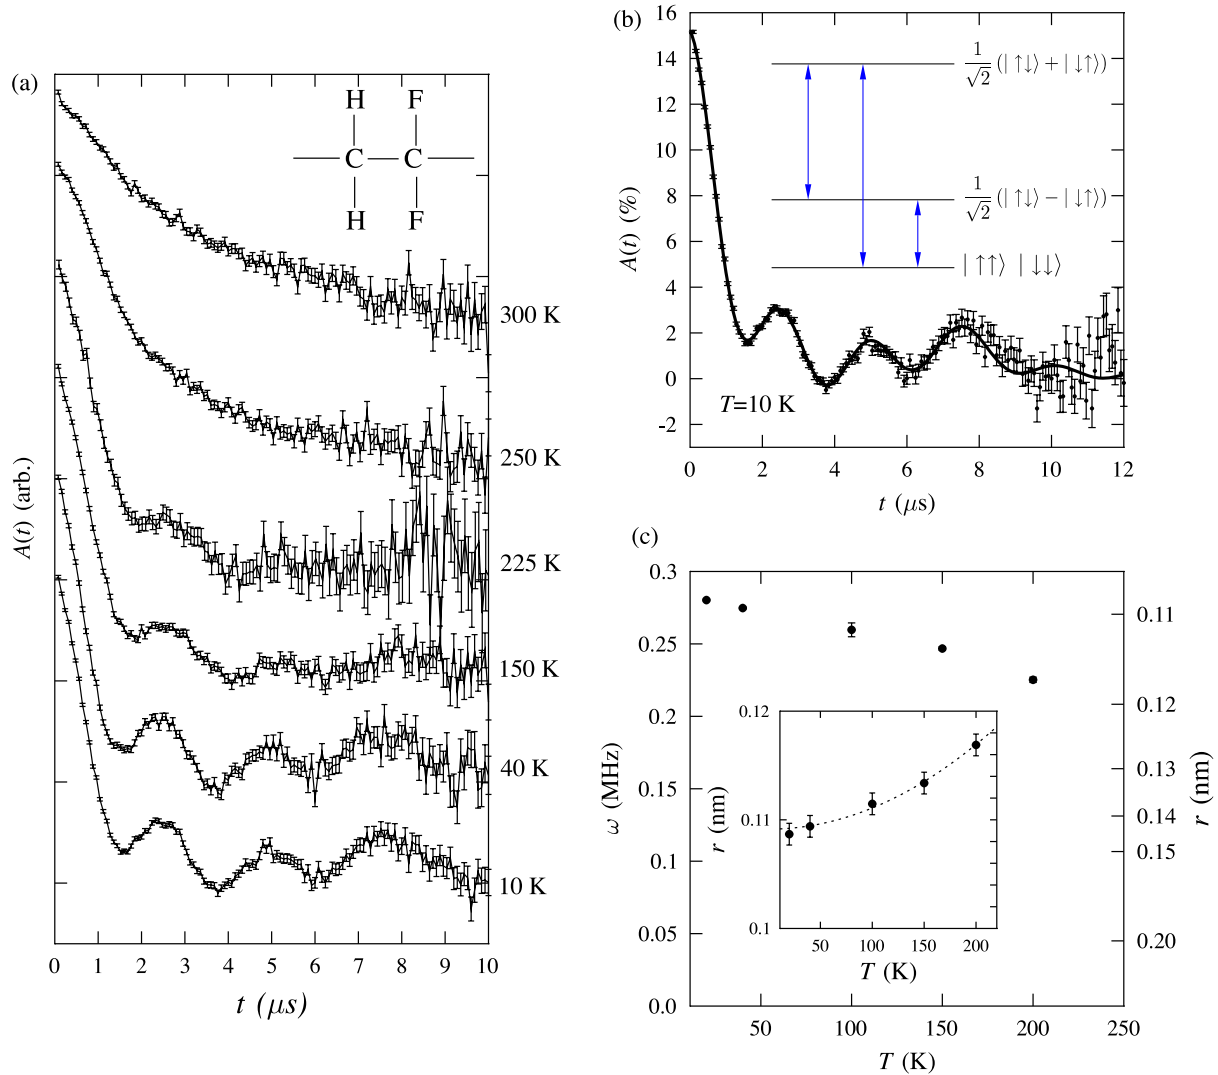 (a)
H F
C C
H F
300 K
250 K
225 K
150 K
40 K
10 K
A(t) (arb.)
0 1 2 3 4 5 6 7 8 9 10
t (μs)
(b)
16
14
12
10
8
6
4
2
0
-2
A(t) (%)
1/√2 (| ↑↓⟩ + | ↓↑⟩)
1/√2 (| ↑↓⟩ − | ↓↑⟩)
| ↑↑⟩ | ↓↓⟩
T=10 K
0 2 4 6 8 10 12
t (μs)
(c)
0.3
0.25
0.2
0.15
0.1
0.05
0.0
ω (MHz)
0.11
0.12
0.13
0.14
0.15
0.20
r (nm)
0.12
0.11
0.1
r (nm)
50 100 150 200
T (K)
50 100 150 200 250
T (K)